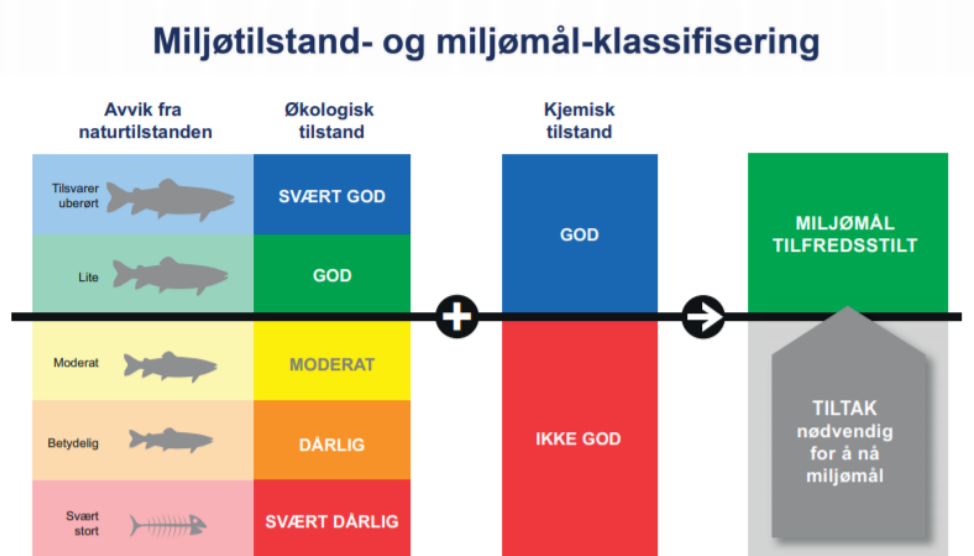 Miljøtilstand- og miljømål-klassifisering
Avvik fra
naturtilstanden
Økologisk
tilstand
Kjemisk
tilstand
Tilsvarer
uberørt
SVÆRT GOD
Lite
GOD
Moderat
MODERAT
Betydelig
DÅRLIG
Svært
stort
SVÆRT DÅRLIG
GOD
IKKE GOD
MILJØMÅL
TILFREDSSTILT
TILTAK
nødvendig
for å nå
miljømål